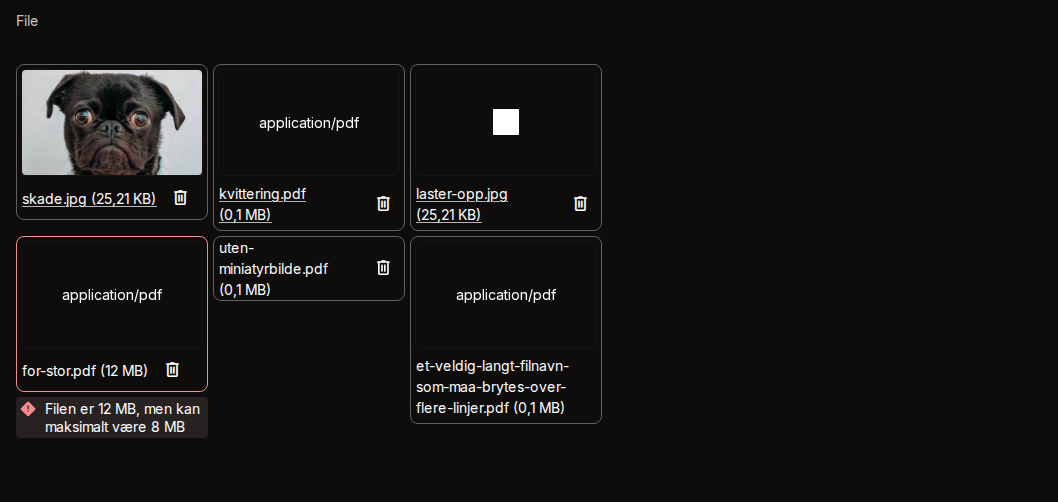 File
skade.jpg (25,21 KB)
application/pdf
kvittering.pdf
(0,1 MB)
laster-opp.jpg
(25,21 KB)
application/pdf
for-stor.pdf (12 MB)
Filen er 12 MB, men kan
maksimalt være 8 MB
uten-
miniatyrbilde.pdf
(0,1 MB)
application/pdf
et-veldig-langt-filnavn-
som-maa-brytes-over-
flere-linjer.pdf (0,1 MB)